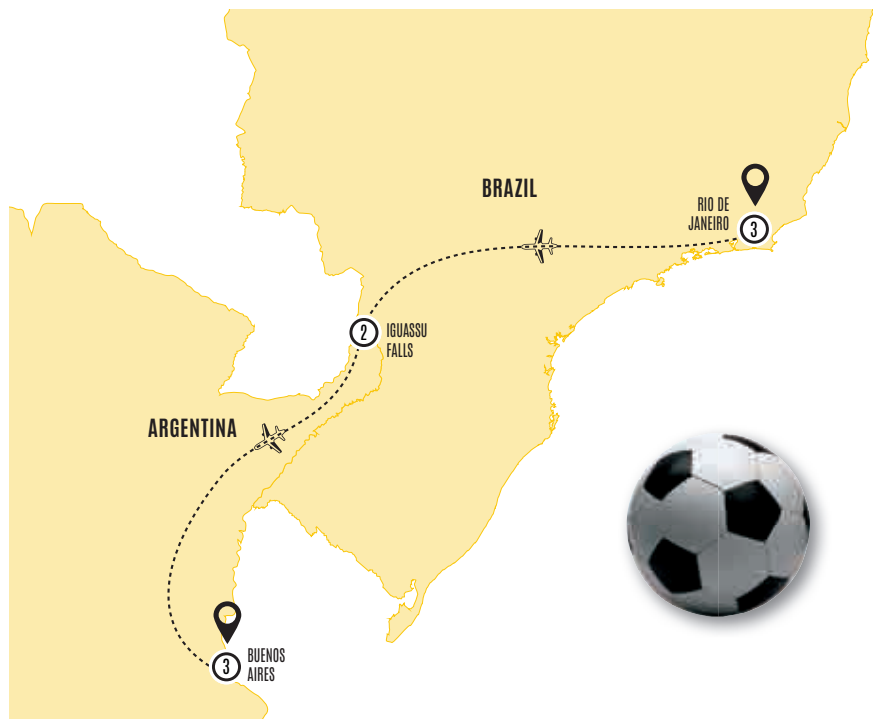 BRAZIL
RIO DE
JANEIRO
3
2
IGUASSU
FALLS
ARGENTINA
3
BUENOS
AIRES